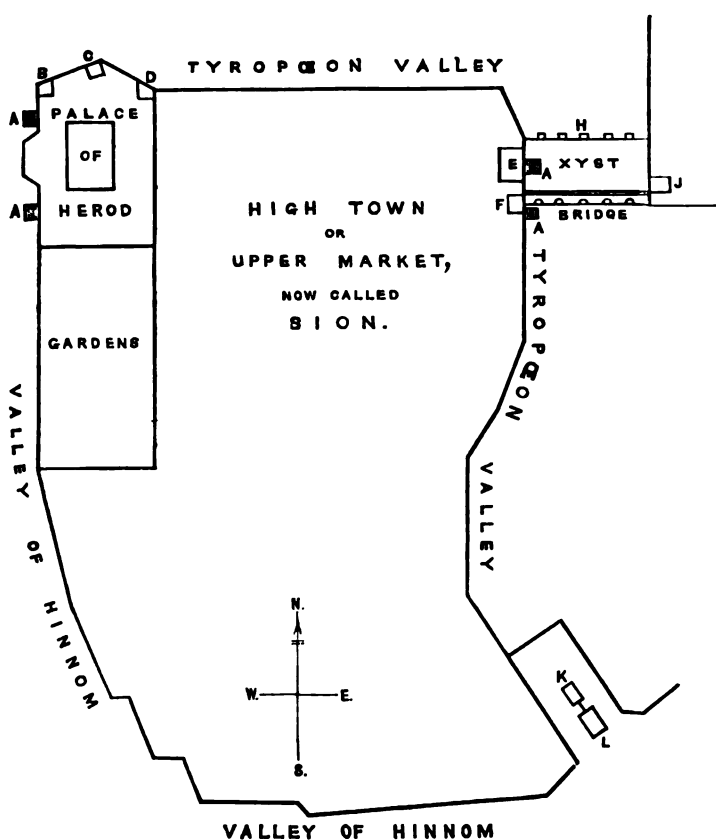 B
C
D
TYROPŒON VALLEY
A
PALACE
OF
HEROD
A
GARDENS
HIGH TOWN
OR
UPPER MARKET,
NOW CALLED
SION.
H
E
A
XYST
J
F
BRIDGE
A
TYROPŒON
VALLEY
VALLEY OF HINNOM
N.
W.
E.
S.
K
L
VALLEY OF HINNOM